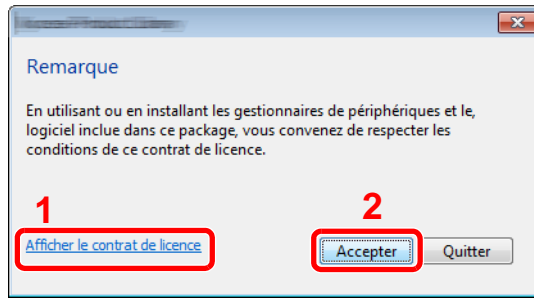 Remarque
En utilisant ou en installant les gestionnaires de périphériques et le,
logiciel inclue dans ce package, vous convenez de respecter les
conditions de ce contrat de licence.
1
2
Afficher le contrat de licence
Accepter
Quitter